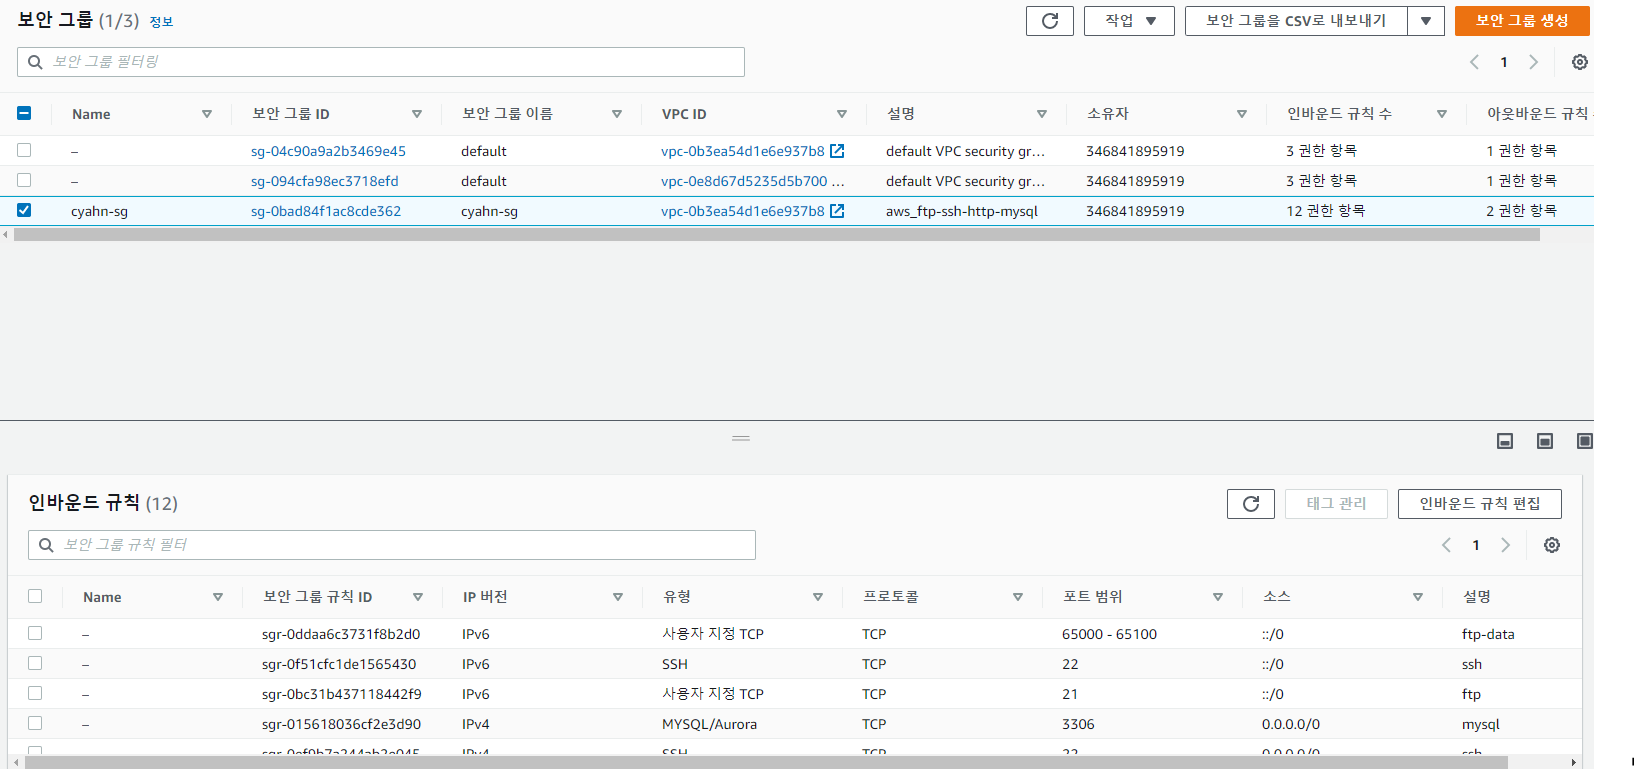 보안 그룹 (1/3) 정보 작업 보안 그룹을 CSV로 내보내기 보안 그룹 생성
보안 그룹 필터링 1
Name 보안 그룹 ID 보안 그룹 이름 VPC ID 설명 소유자 인바운드 규칙 수 아웃바운드 규칙
– sg-04c90a9a2b3469e45 default vpc-0b3ea54d1e6e937b8 default VPC security gr... 346841895919 3 권한 항목 1 권한 항목
– sg-094cfa98ec3718efd default vpc-0e8d67d5235d5b700 ... default VPC security gr... 346841895919 3 권한 항목 1 권한 항목
cyahn-sg sg-0bad84f1ac8cde362 cyahn-sg vpc-0b3ea54d1e6e937b8 aws_ftp-ssh-http-mysql 346841895919 12 권한 항목 2 권한 항목
인바운드 규칙 (12) 태그 관리 인바운드 규칙 편집
보안 그룹 규칙 필터 1
Name 보안 그룹 규칙 ID IP 버전 유형 프로토콜 포트 범위 소스 설명
– sgr-0ddaa6c3731f8b2d0 IPv6 사용자 지정 TCP TCP 65000 - 65100 ::/0 ftp-data
– sgr-0f51cfc1de1565430 IPv6 SSH TCP 22 ::/0 ssh
– sgr-0bc31b437118442f9 IPv6 사용자 지정 TCP TCP 21 ::/0 ftp
– sgr-015618036cf2e3d90 IPv4 MYSQL/Aurora TCP 3306 0.0.0.0/0 mysql
– IPv4 SSH TCP 22 0.0.0.0/0 ssh